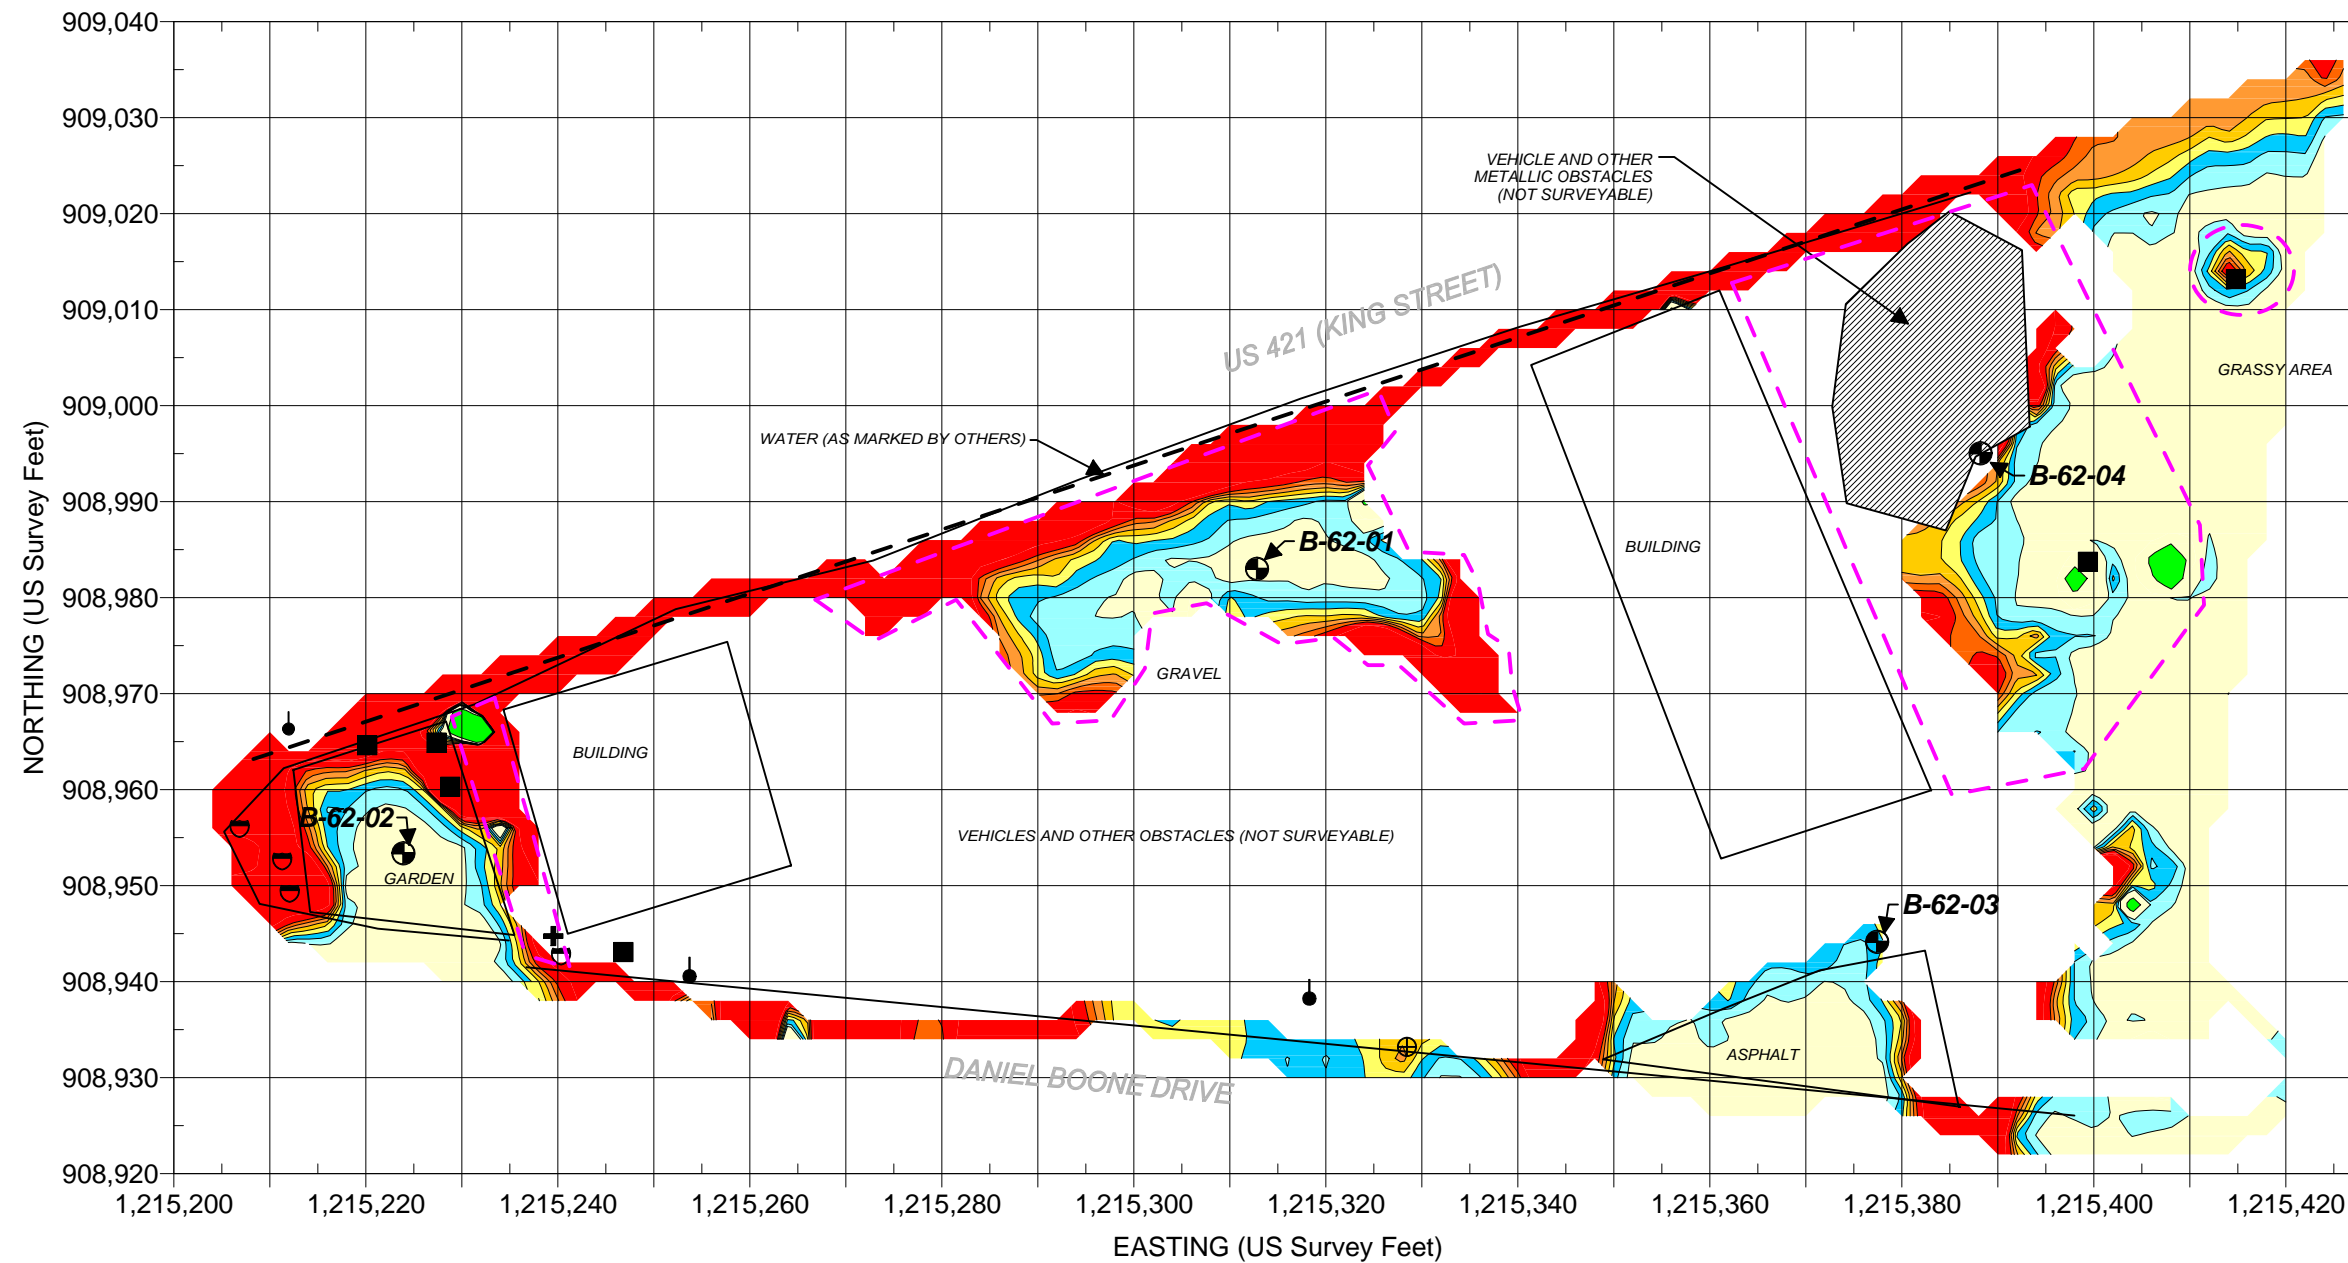 909,040
909,030
909,020
909,010
909,000
908,990
908,980
908,970
908,960
908,950
908,940
908,930
908,920
NORTHING (US Survey Feet)
VEHICLE AND OTHER
METALLIC OBSTACLES
(NOT SURVEYABLE)
US 421 (KING STREET)
GRASSY AREA
WATER (AS MARKED BY OTHERS)
B-62-04
B-62-01
BUILDING
GRAVEL
BUILDING
B-62-02
VEHICLES AND OTHER OBSTACLES (NOT SURVEYABLE)
GARDEN
B-62-03
ASPHALT
DANIEL BOONE DRIVE
1,215,200
1,215,220
1,215,240
1,215,260
1,215,280
1,215,300
1,215,320
1,215,340
1,215,360
1,215,380
1,215,400
1,215,420
EASTING (US Survey Feet)